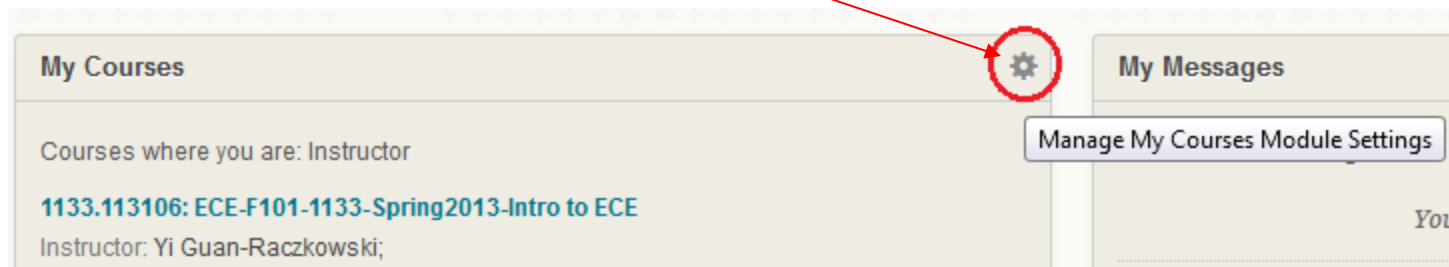 My Courses
My Messages
Manage My Courses Module Settings
Courses where you are: Instructor
1133.113106: ECE-F101-1133-Spring2013-Intro to ECE
Instructor: Yi Guan-Raczkowski;